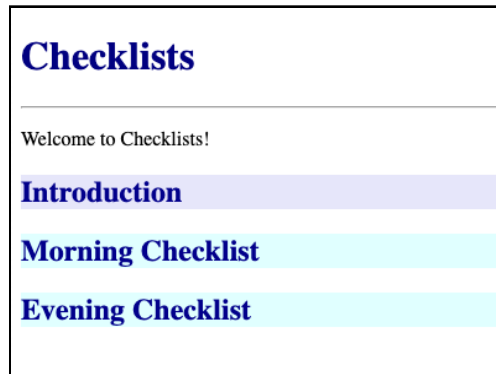 Checklists
Welcome to Checklists!
Introduction
Morning Checklist
Evening Checklist